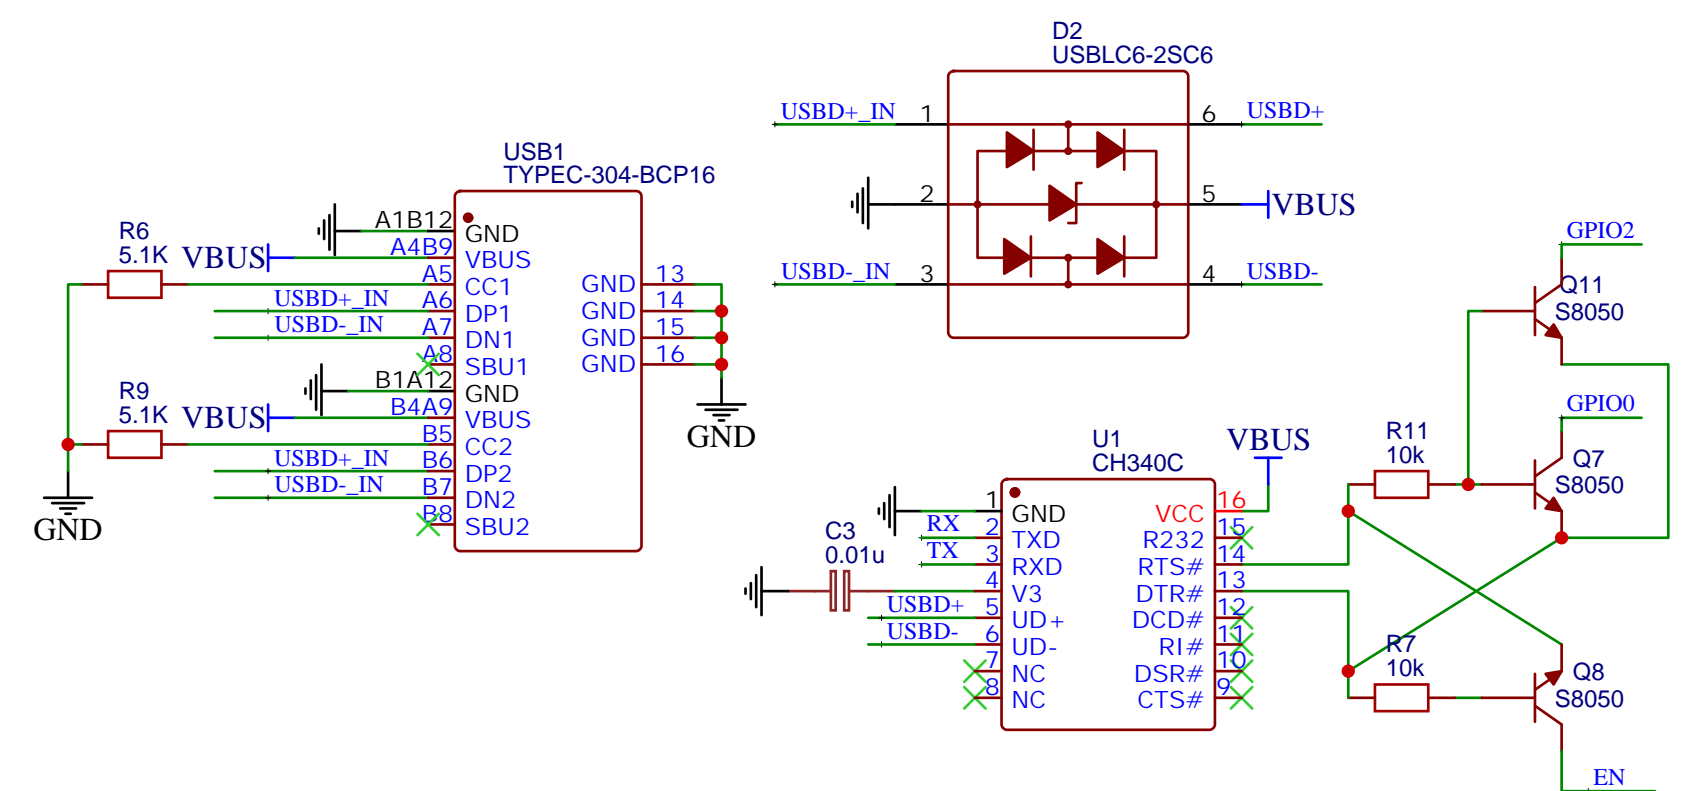 D2
USBLC6-2SC6
USBD+_IN
1
6
USBD+
2
5
VBUS
USBD-_IN
3
4
USBD-
USB1
TYPEC-304-BCP16
R6
5.1K
VBUS
A1B12
GND
A4B9
VBUS
A5
CC1
USBD+_IN
A6
DP1
USBD-_IN
A7
DN1
A8
SBU1
B1A12
GND
R9
5.1K
VBUS
B4A9
VBUS
B5
CC2
USBD+_IN
B6
DP2
USBD-_IN
B7
DN2
B8
SBU2
GND
GND
13
GND
14
GND
15
GND
16
GND
U1
CH340C
VBUS
1
GND
RX
2
TXD
TX
3
RXD
C3
0.01u
4
V3
USBD+
5
UD+
USBD-
6
UD-
7
NC
8
NC
VCC
16
R232
15
RTS#
14
DTR#
13
DCD#
12
RI#
11
DSR#
10
CTS#
9
GPIO2
Q11
S8050
GPIO0
R11
10k
Q7
S8050
R7
10k
Q8
S8050
EN